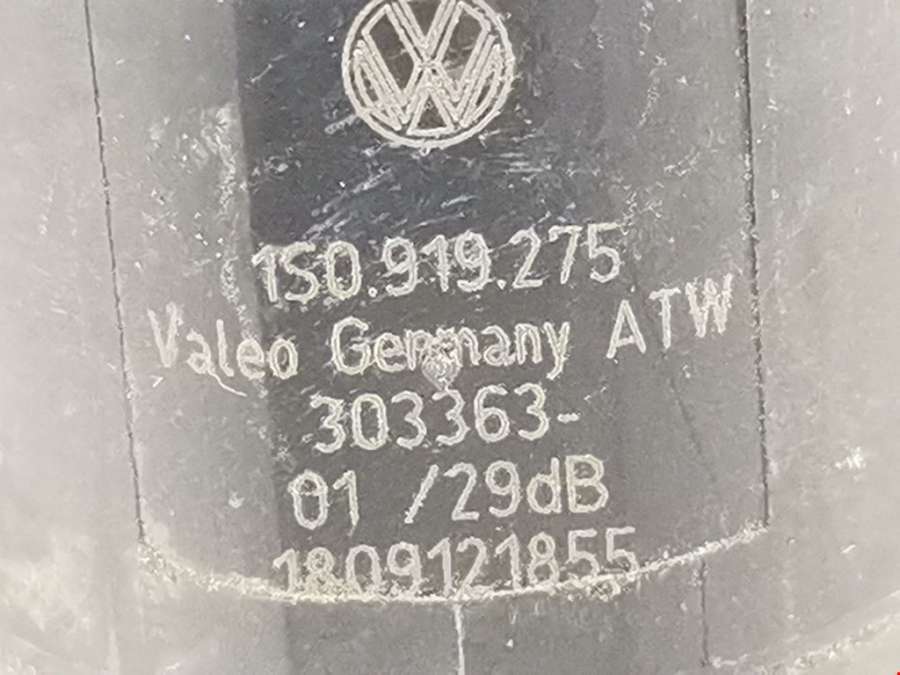 1S0.919.275
Valeo Germany ATW
303363-
01 /29dB
1809121855